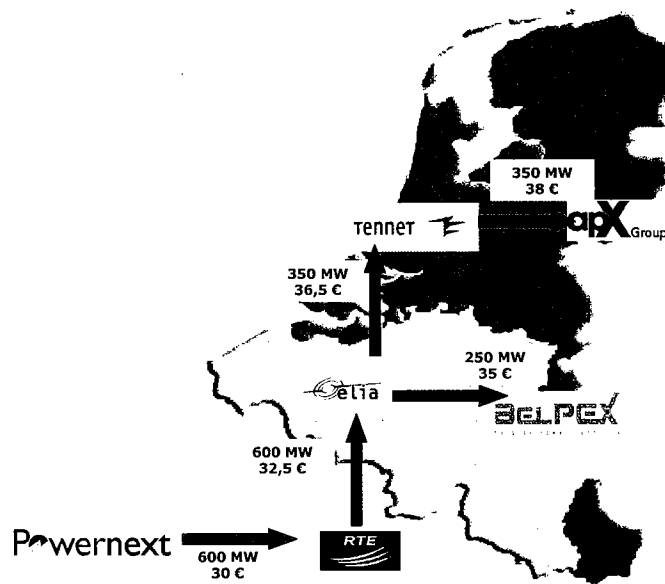 350 MW
38 €
TenneT
apX Group
350 MW
36,5 €
250 MW
35 €
elia
BELPEX
600 MW
32,5 €
Powernext
600 MW
30 €
RTE